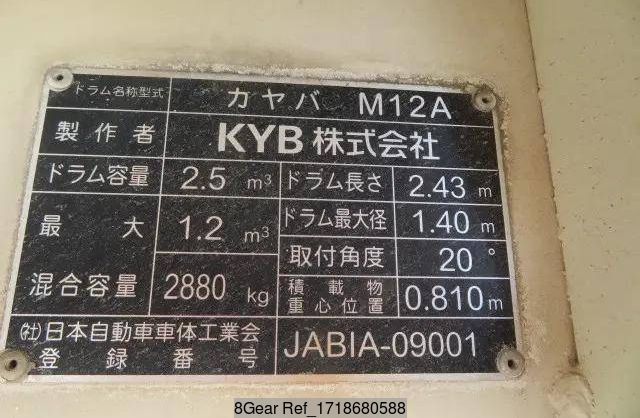 ドラム名称型式 カヤバ M12A
製作者 KYB株式会社
ドラム容量 2.5 m³ ドラム長さ 2.43 m
最大 1.2 m³ ドラム最大径 1.40 m
取付角度 20°
混合容量 2880 kg 積載物重心位置 0.810 m
(社)日本自動車車体工業会
登録番号 JABIA-09001
8Gear Ref_1718680588